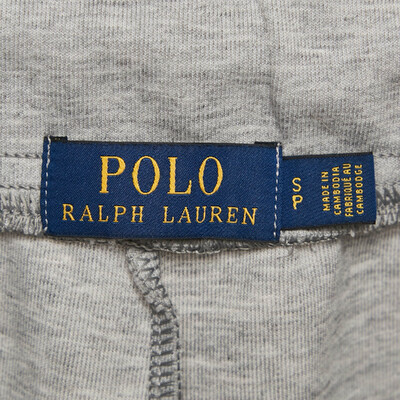 POLO
RALPH LAUREN
S
P
MADE IN
CAMBODIA
FABRIQUÉ AU
CAMBODGE